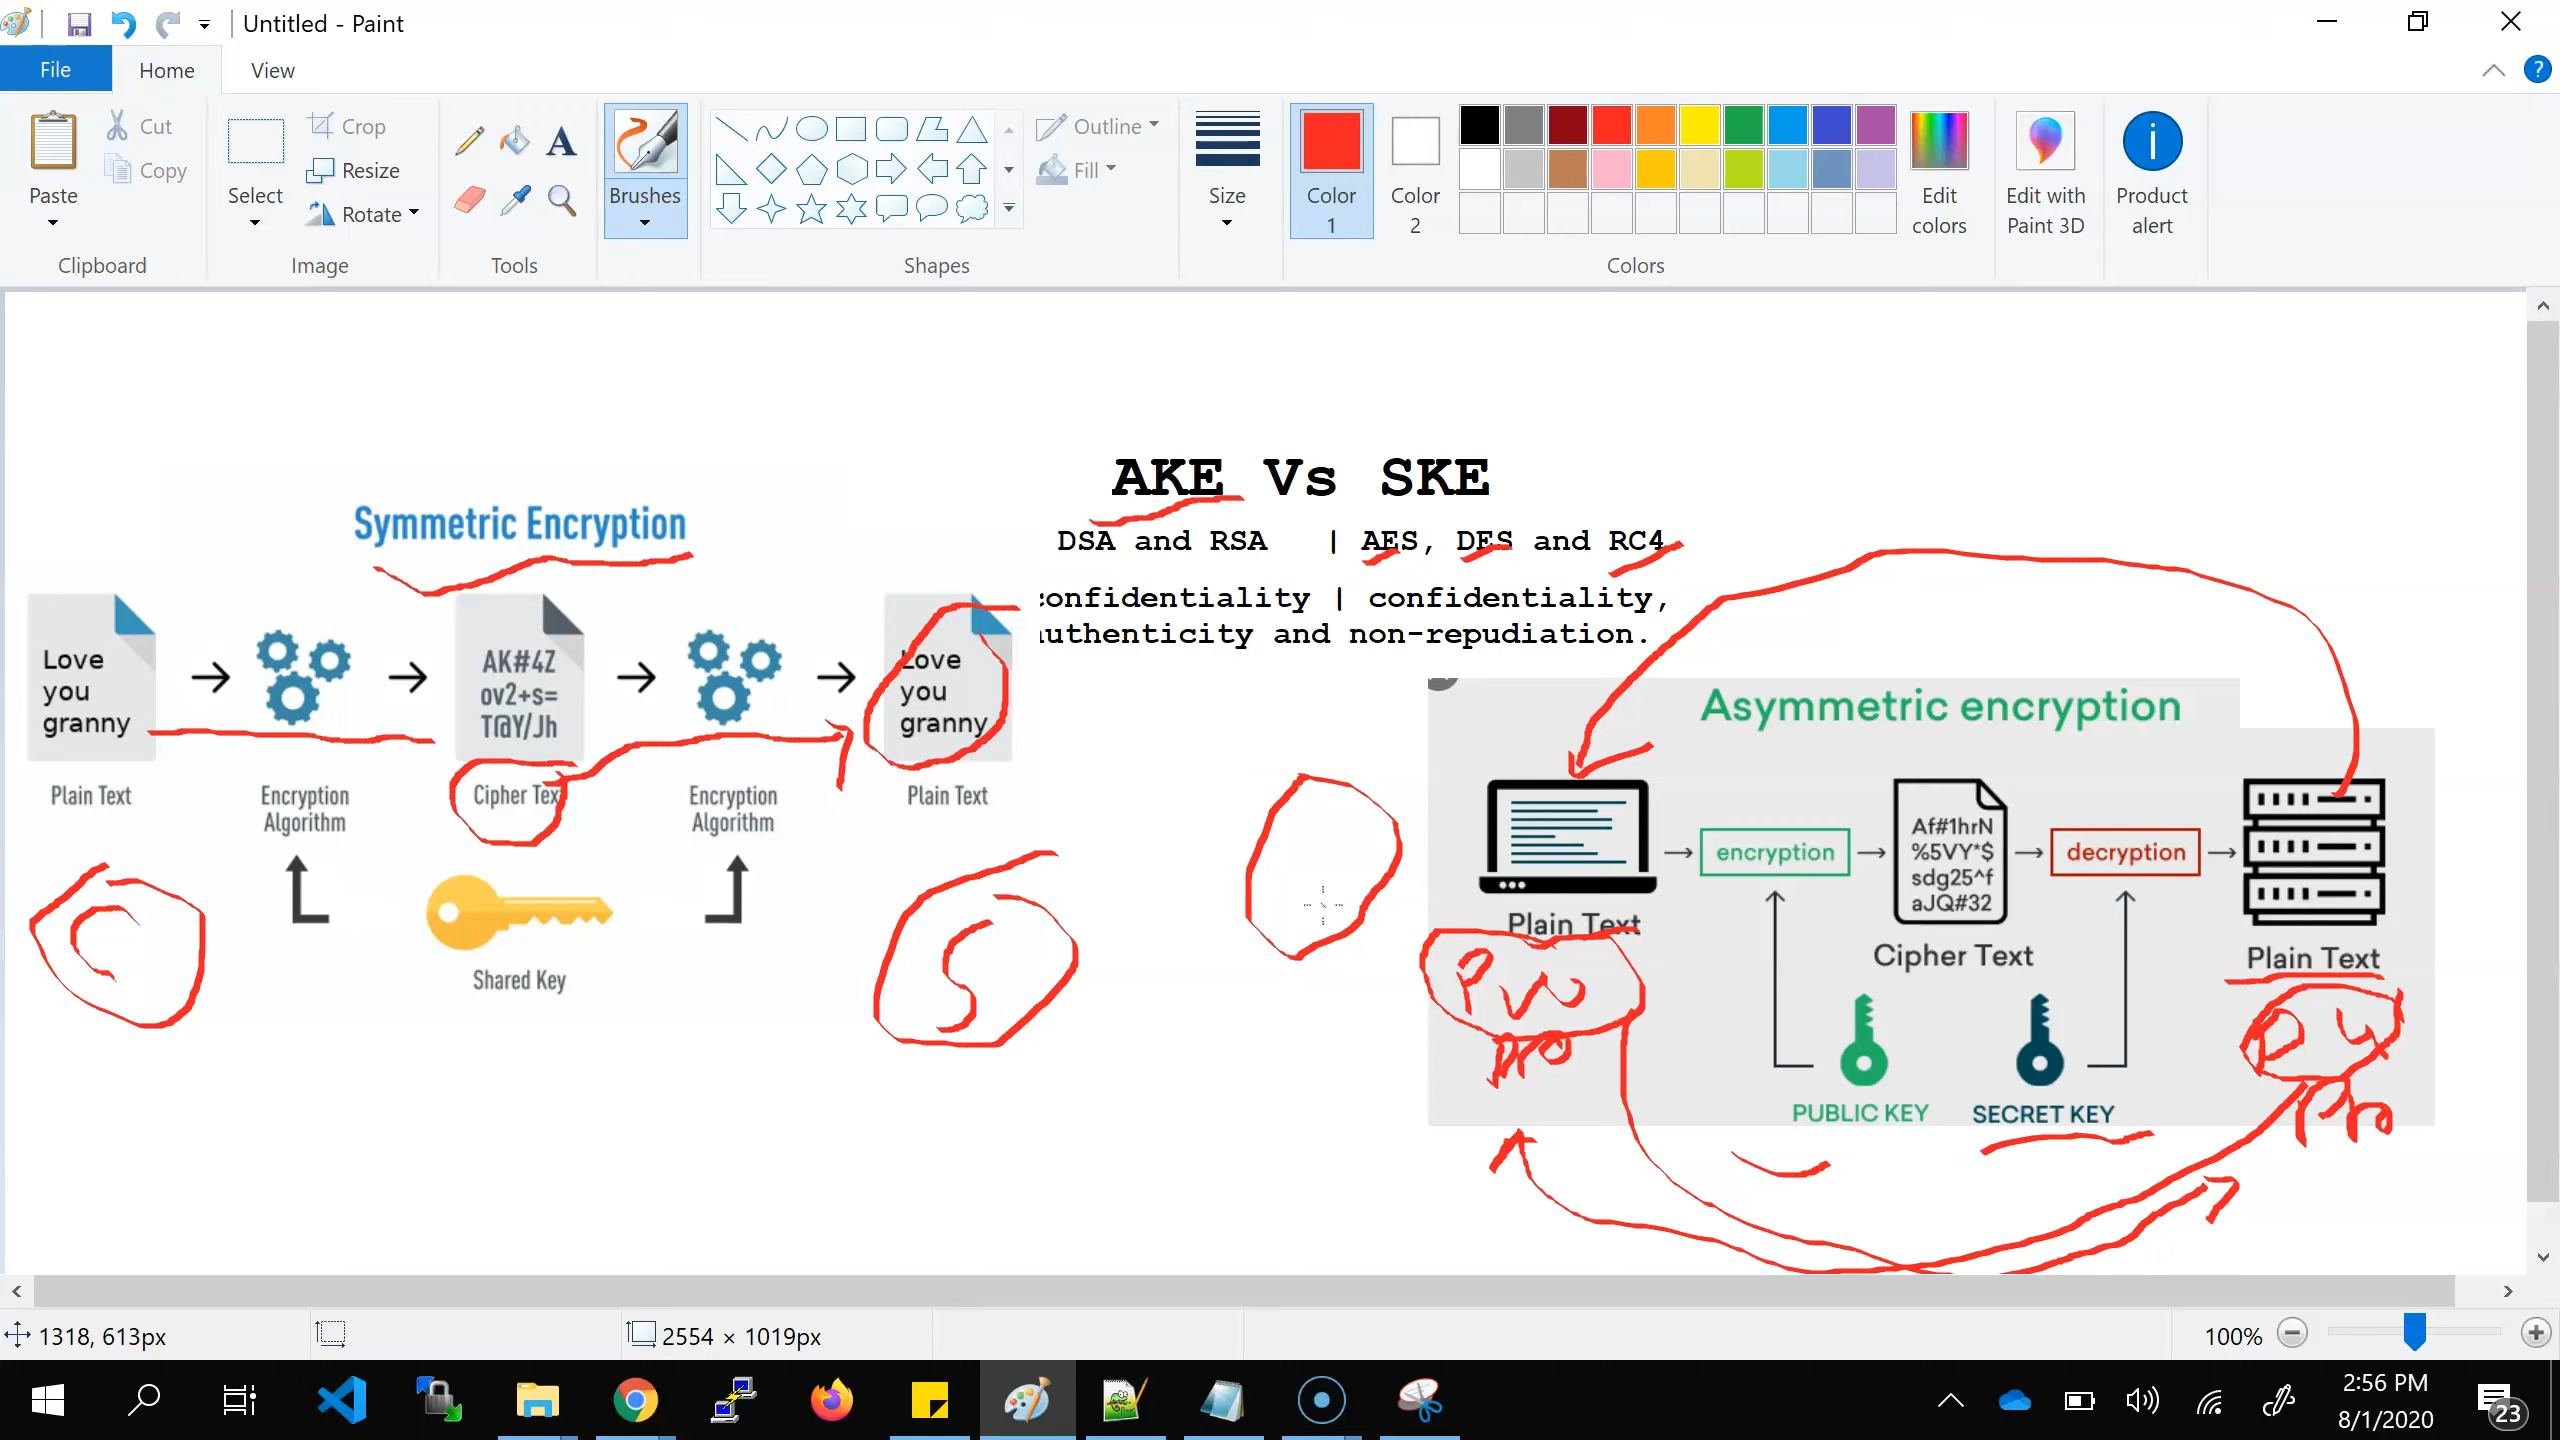 Untitled - Paint
File
Home
View
Paste
Cut
Copy
Clipboard
Select
Crop
Resize
Rotate
Image
A
Tools
Brushes
Shapes
Outline
Fill
Size
Color
1
Color
2
Edit
colors
Colors
Edit with
Paint 3D
Product
alert
AKE Vs SKE
DSA and RSA | AES, DES and RC4
confidentiality | confidentiality,
authenticity and non-repudiation.
Symmetric Encryption
Love
you
granny
AK#4Z
ov2+s=
T@Y/Jh
Love
you
granny
Plain Text
Encryption
Algorithm
Cipher Text
Encryption
Algorithm
Plain Text
Shared Key
C
S
Asymmetric encryption
encryption
Af#1hrN
%5VY*$
sdg25^f
aJQ#32
decryption
Plain Text
Cipher Text
Plain Text
PUBLIC KEY
SECRET KEY
1318, 613px
2554 × 1019px
100%
2:56 PM
8/1/2020
23